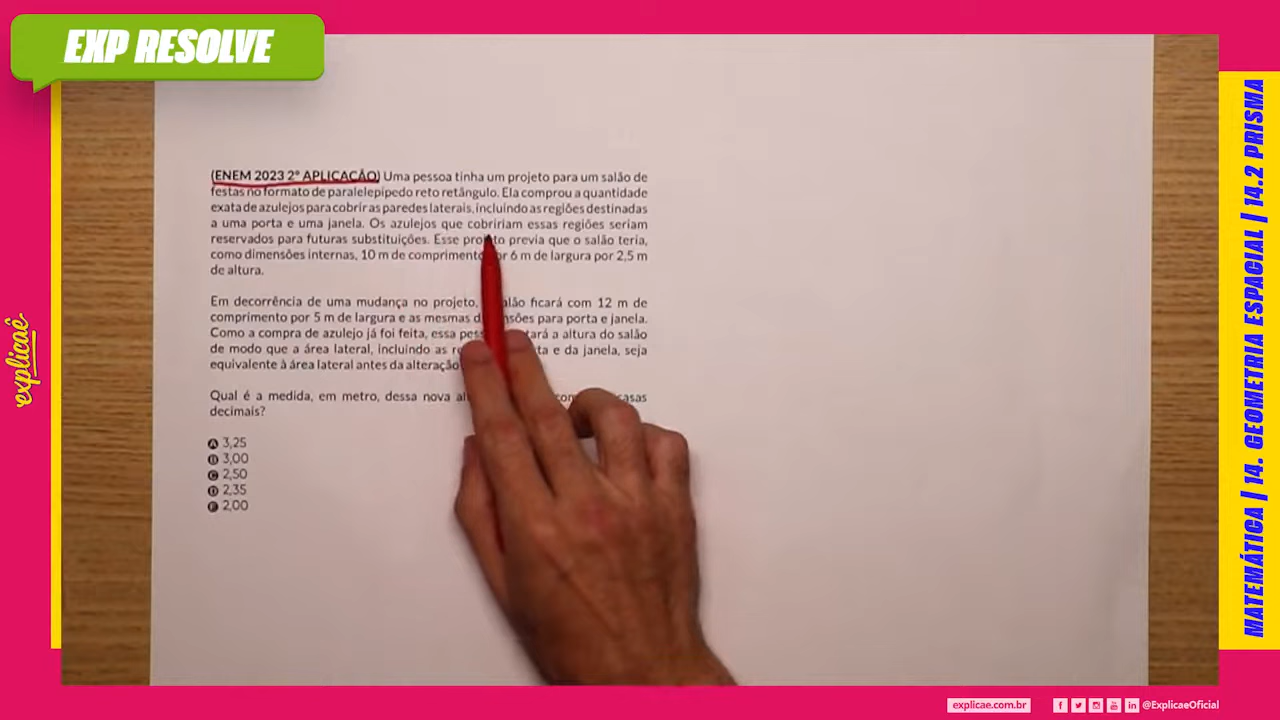 EXP RESOLVE
(ENEM 2023 2ª APLICAÇÃO) Uma pessoa tinha um projeto para um salão de
festas no formato de paralelepípedo reto retângulo. Ela comprou a quantidade
exata de azulejos para cobrir as paredes laterais, incluindo as regiões destinadas
a uma porta e uma janela. Os azulejos que cobririam essas regiões seriam
reservados para futuras substituições. Esse projeto previa que o salão teria,
como dimensões internas, 10 m de comprimento por 6 m de largura por 2,5 m
de altura.
Em decorrência de uma mudança no projeto, salão ficará com 12 m de
comprimento por 5 m de largura e as mesmas dimensões para porta e janela.
Como a compra de azulejo já foi feita, essa a altura do salão
de modo que a área lateral, incluindo as e da janela, seja
equivalente à área lateral antes da alteração
Qual é a medida, em metro, dessa nova casas
decimais?
A 3,25
B 3,00
C 2,50
D 2,35
E 2,00
explicaê
MATEMÁTICA | 14. GEOMETRIA ESPACIAL | 14.2 PRISMA
explicae.com.br @ExplicaeOficial